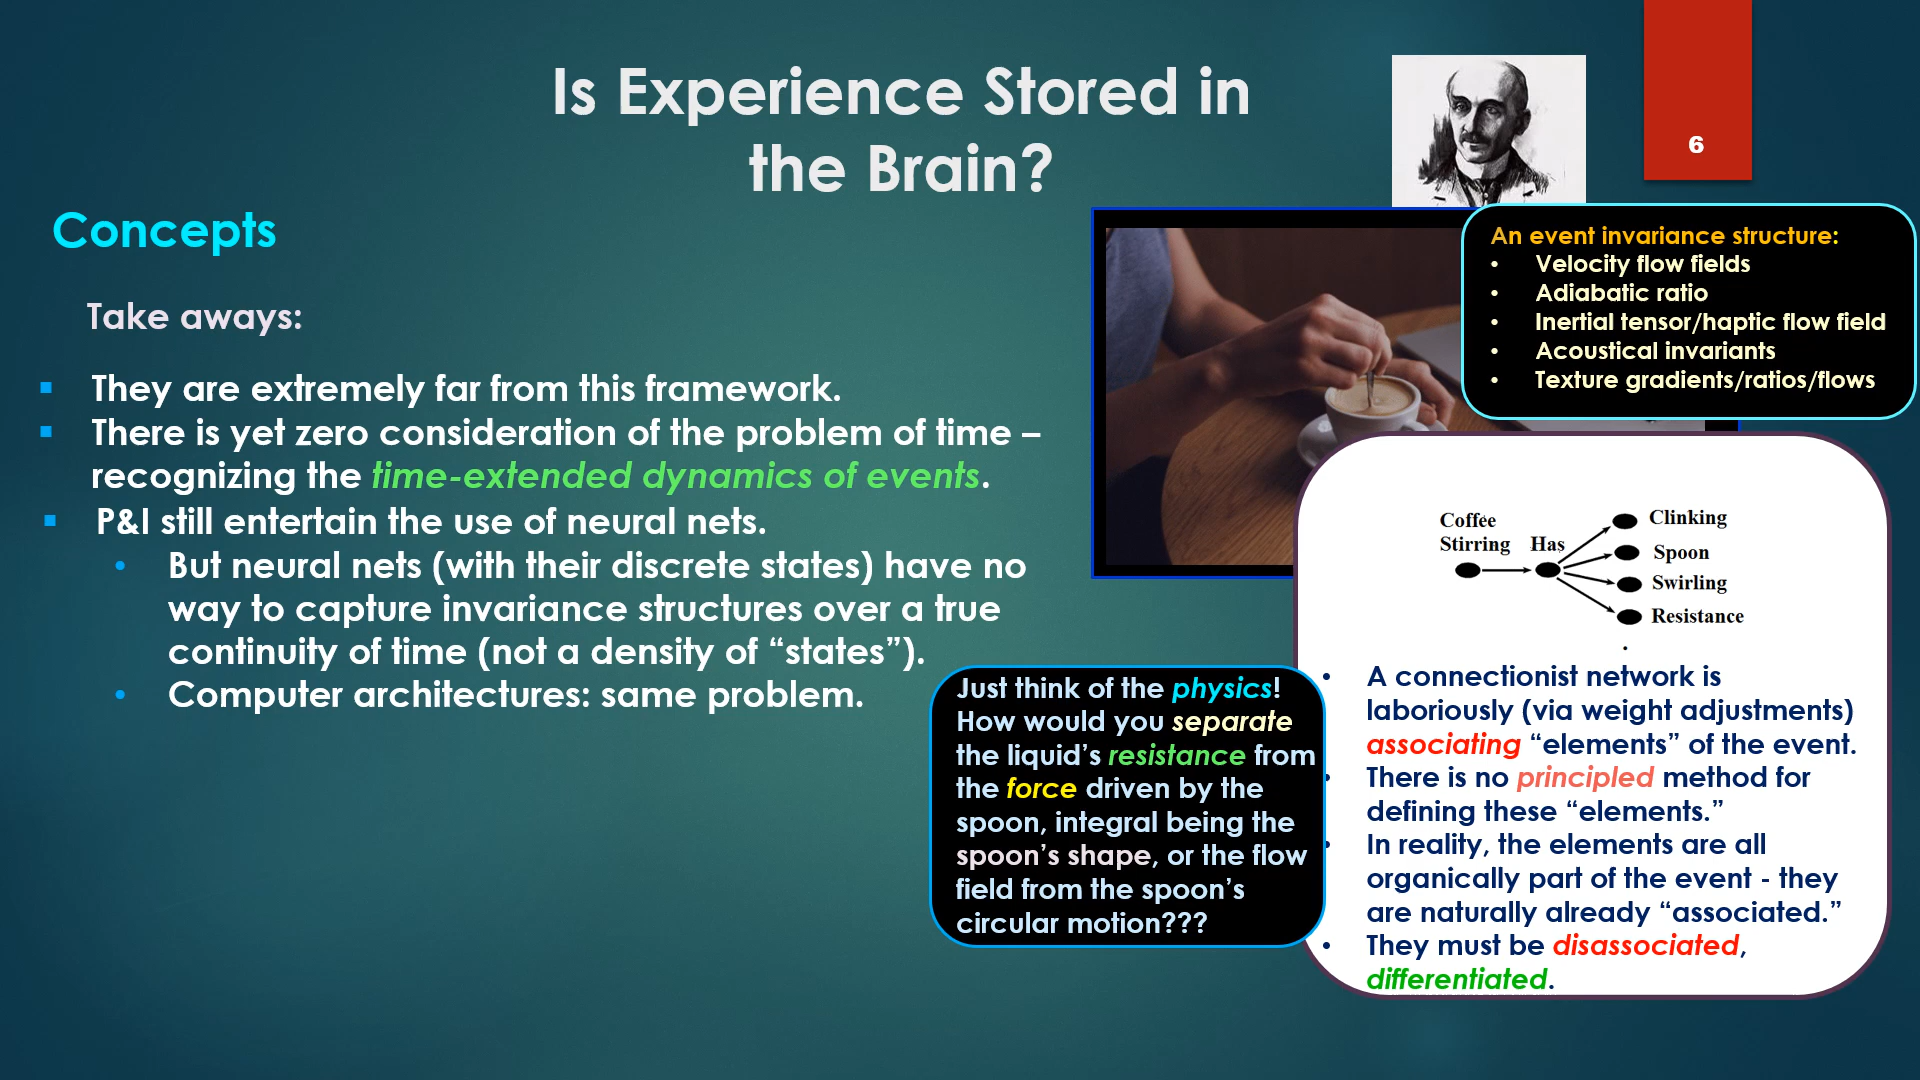 Is Experience Stored in
the Brain?
6
Concepts
Take aways:
▪ They are extremely far from this framework.
▪ There is yet zero consideration of the problem of time –
recognizing the time-extended dynamics of events.
▪ P&I still entertain the use of neural nets.
• But neural nets (with their discrete states) have no
way to capture invariance structures over a true
continuity of time (not a density of “states”).
• Computer architectures: same problem.
An event invariance structure:
• Velocity flow fields
• Adiabatic ratio
• Inertial tensor/haptic flow field
• Acoustical invariants
• Texture gradients/ratios/flows
Coffee
Stirring
Has
Clinking
Spoon
Swirling
Resistance
.
Just think of the physics!
How would you separate
the liquid’s resistance from
the force driven by the
spoon, integral being the
spoon’s shape, or the flow
field from the spoon’s
circular motion???
• A connectionist network is
laboriously (via weight adjustments)
associating “elements” of the event.
• There is no principled method for
defining these “elements.”
• In reality, the elements are all
organically part of the event - they
are naturally already “associated.”
• They must be disassociated,
differentiated.